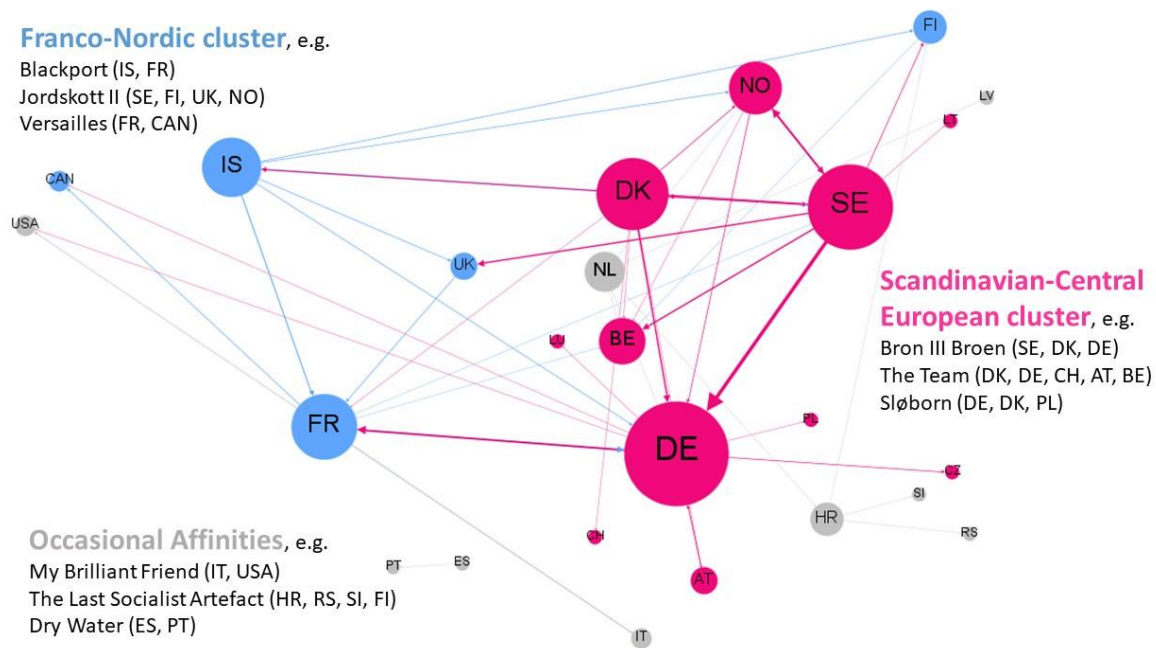 Franco-Nordic cluster, e.g.
Blackport (IS, FR)
Jordskott II (SE, FI, UK, NO)
Versailles (FR, CAN)
FI
NO
LV
LT
IS
CAN
DK
SE
USA
UK
NL
Scandinavian-Central
European cluster, e.g.
Bron III Broen (SE, DK, DE)
The Team (DK, DE, CH, AT, BE)
Sløborn (DE, DK, PL)
LU
BE
FR
DE
PL
CZ
SI
HR
RS
CH
AT
Occasional Affinities, e.g.
My Brilliant Friend (IT, USA)
The Last Socialist Artefact (HR, RS, SI, FI)
Dry Water (ES, PT)
PT
ES
IT